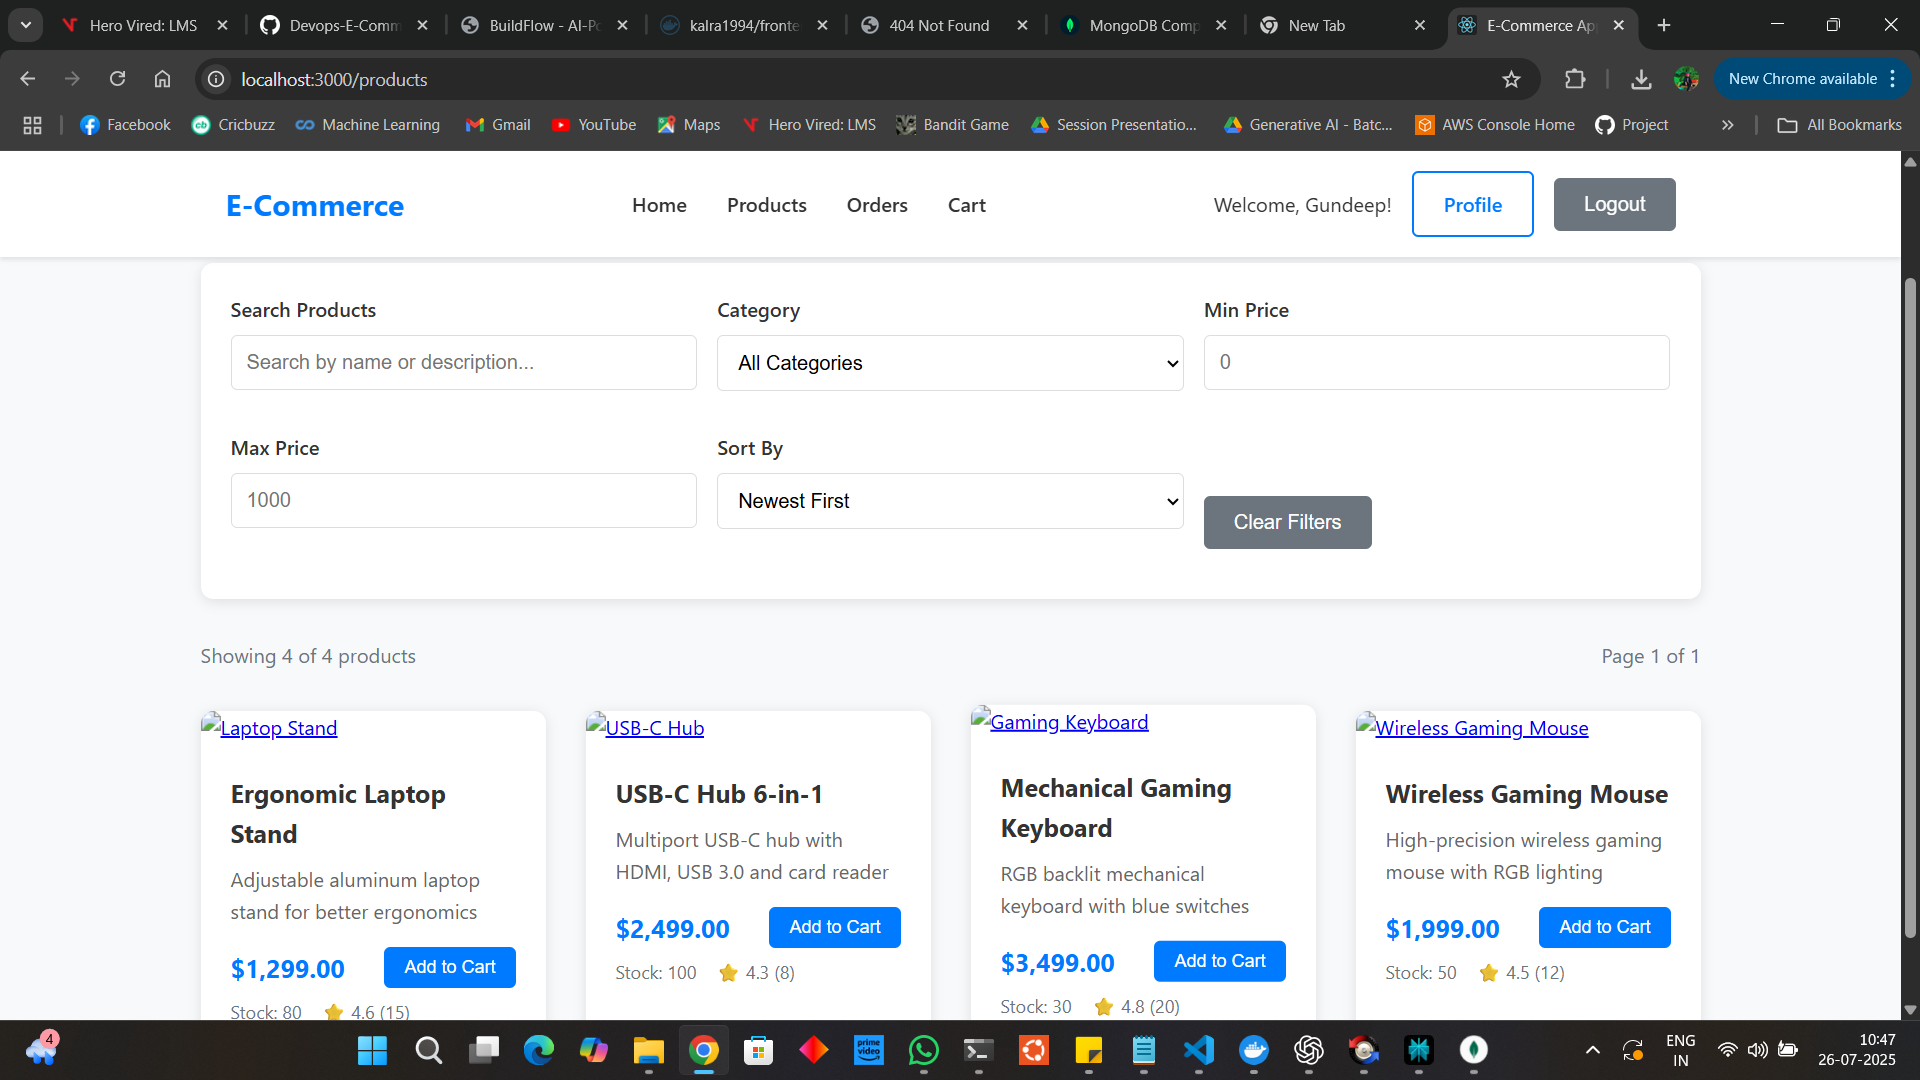 Hero Vired: LMS
Devops-E-Comm
BuildFlow - AI-Po
kalra1994/fronte
404 Not Found
MongoDB Comp
New Tab
E-Commerce Ap
localhost:3000/products
New Chrome available
Facebook
Cricbuzz
Machine Learning
Gmail
YouTube
Maps
Hero Vired: LMS
Bandit Game
Session Presentatio...
Generative AI - Batc...
AWS Console Home
Project
»
All Bookmarks
E-Commerce
Home
Products
Orders
Cart
Welcome, Gundeep!
Profile
Logout
Search Products
Category
Min Price
Search by name or description...
All Categories
0
Max Price
Sort By
1000
Newest First
Clear Filters
Showing 4 of 4 products
Page 1 of 1
Laptop Stand
Ergonomic Laptop
Stand
Adjustable aluminum laptop
stand for better ergonomics
$1,299.00
Add to Cart
Stock: 80
4.6 (15)
USB-C Hub
USB-C Hub 6-in-1
Multiport USB-C hub with
HDMI, USB 3.0 and card reader
$2,499.00
Add to Cart
Stock: 100
4.3 (8)
Gaming Keyboard
Mechanical Gaming
Keyboard
RGB backlit mechanical
keyboard with blue switches
$3,499.00
Add to Cart
Stock: 30
4.8 (20)
Wireless Gaming Mouse
Wireless Gaming Mouse
High-precision wireless gaming
mouse with RGB lighting
$1,999.00
Add to Cart
Stock: 50
4.5 (12)
4
prime
video
ENG
IN
10:47
26-07-2025